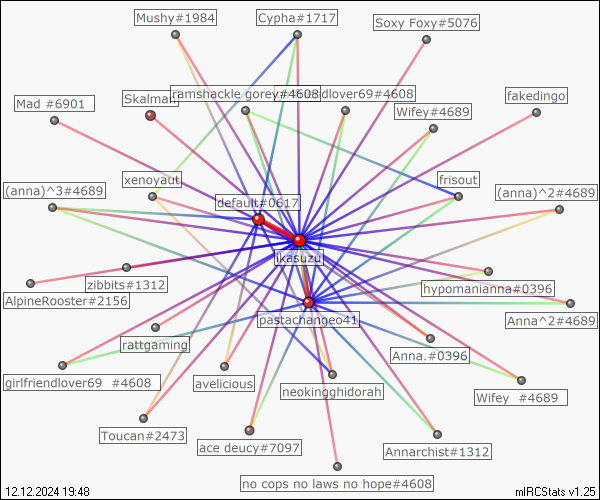 Mushy#1984
Cypha#1717
Soxy Foxy#5076
ramshackle gorey#4608
dlover69#4608
Skalman
Mad #6901
fakedingo
Wifey#4689
xenoyaut
frisout
(anna)^3#4689
(anna)^2#4689
default#0617
ikasuzu
zibbits#1312
hypomanianna#0396
AlpineRooster#2156
pastachangeo41
Anna^2#4689
rattgaming
Anna.#0396
girlfriendlover69 #4608
avelicious
neokingghidorah
Wifey #4689
Toucan#2473
ace deucy#7097
Annarchist#1312
no cops no laws no hope#4608
12.12.2024 19:48
mIRCStats v1.25